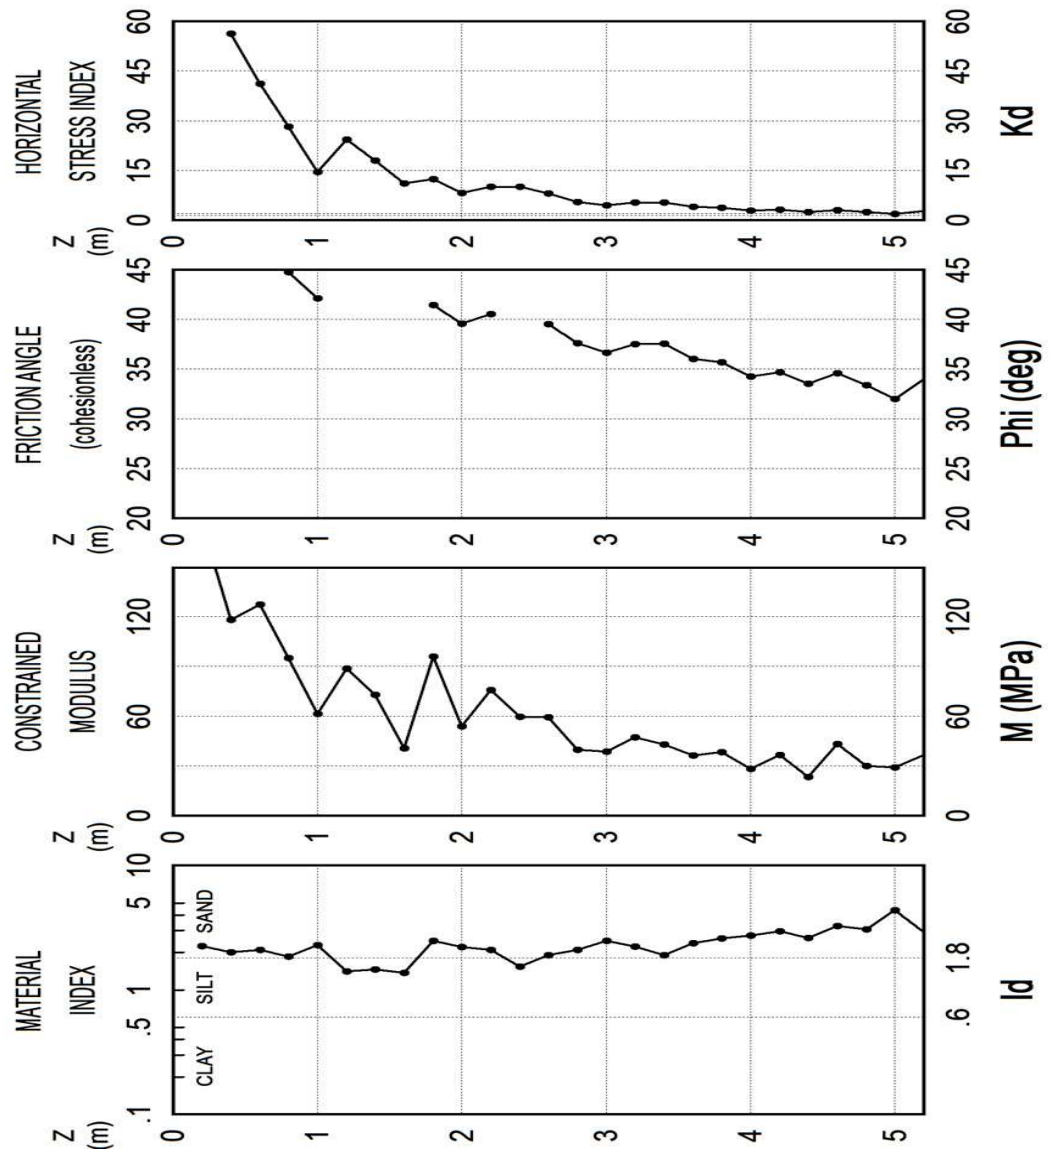 MATERIAL
INDEX
Z
(m)
.1 .5 1 5 10
0
CLAY SILT SAND
1
2
3
4
5
.6 1.8
Id
CONSTRAINED
MODULUS
Z
(m)
0 60 120
0
1
2
3
4
5
0 60 120
M (MPa)
FRICTION ANGLE
(cohesionless)
Z
(m)
20 25 30 35 40 45
0
1
2
3
4
5
20 25 30 35 40 45
Phi (deg)
HORIZONTAL
STRESS INDEX
Z
(m)
0 15 30 45 60
0
1
2
3
4
5
0 15 30 45 60
Kd